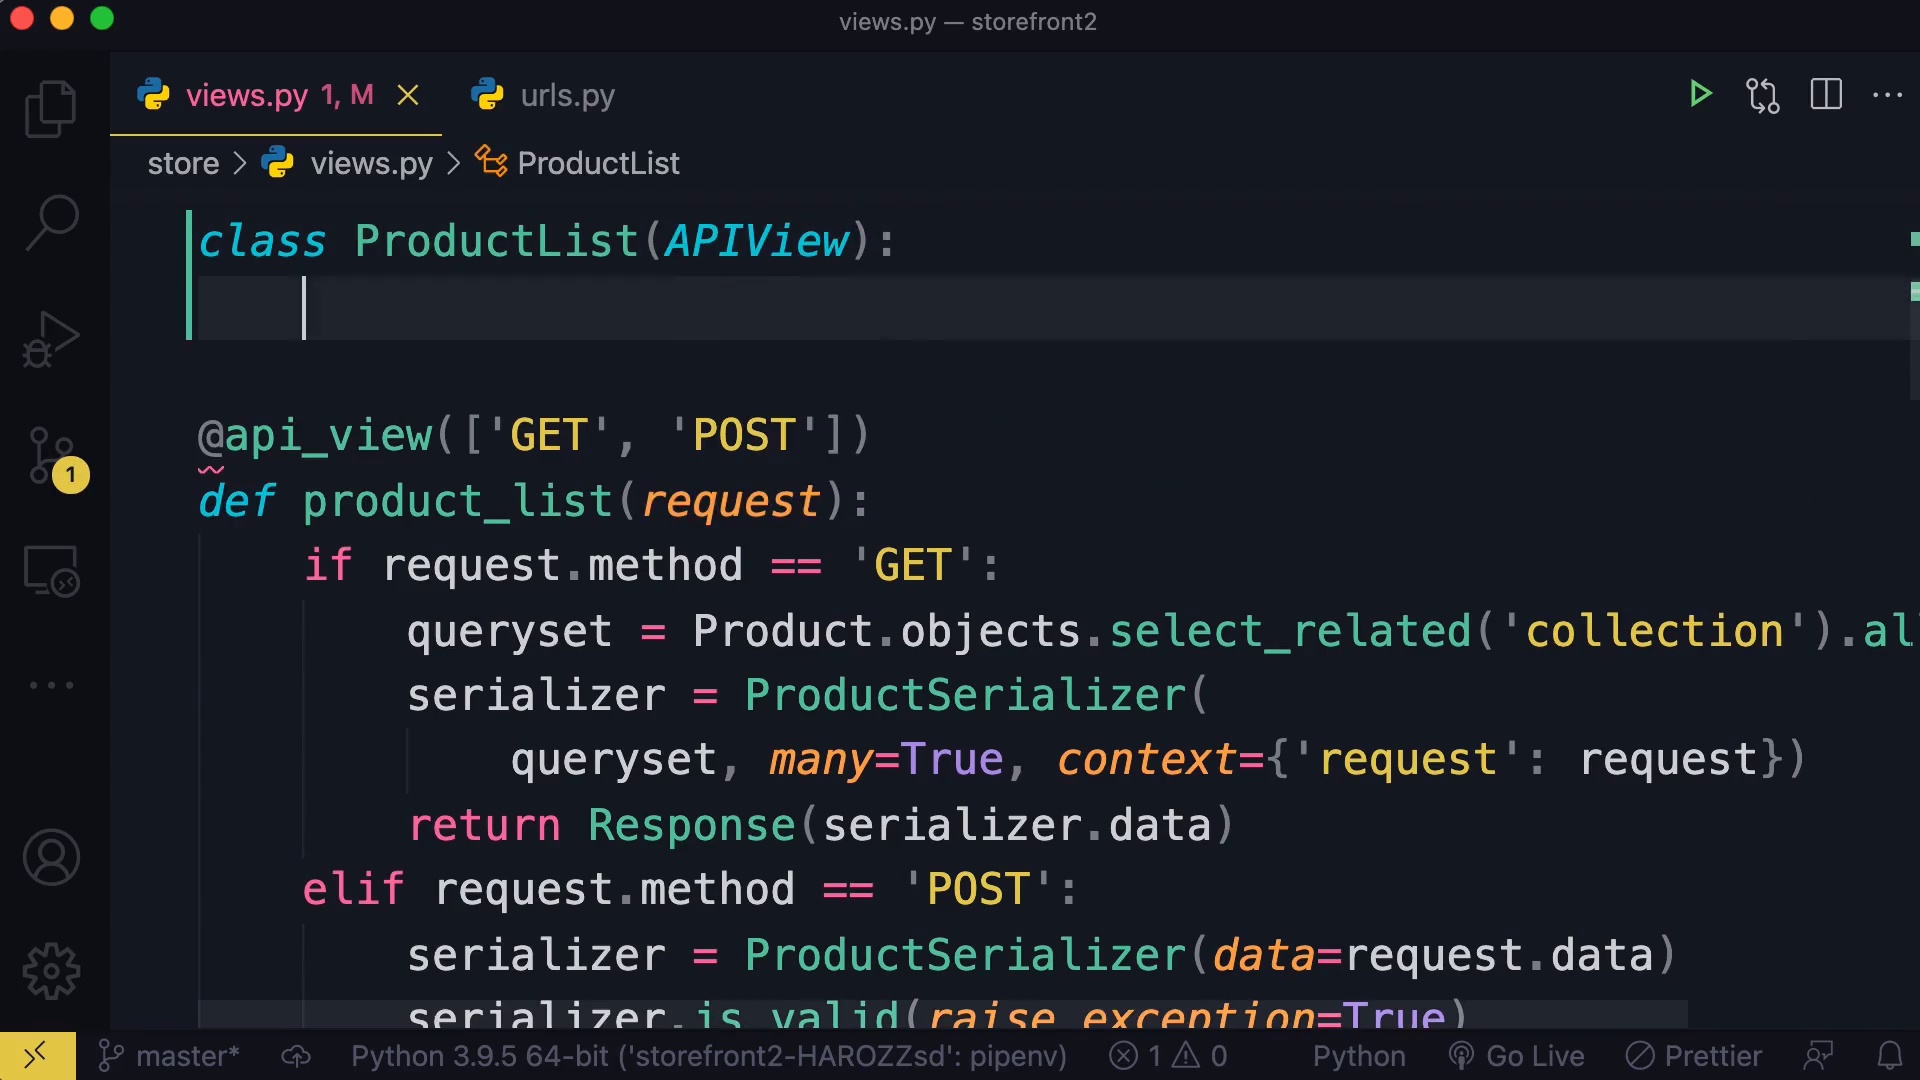 views.py — storefront2
views.py 1, M
urls.py
store > views.py > ProductList
class ProductList(APIView):
@api_view(['GET', 'POST'])
def product_list(request):
if request.method == 'GET':
queryset = Product.objects.select_related('collection').al
serializer = ProductSerializer(
queryset, many=True, context={'request': request})
return Response(serializer.data)
elif request.method == 'POST':
serializer = ProductSerializer(data=request.data)
serializer.is_valid(raise_exception=True)
1
master* Python 3.9.5 64-bit ('storefront2-HAROZZsd': pipenv) 1 0 Python Go Live Prettier